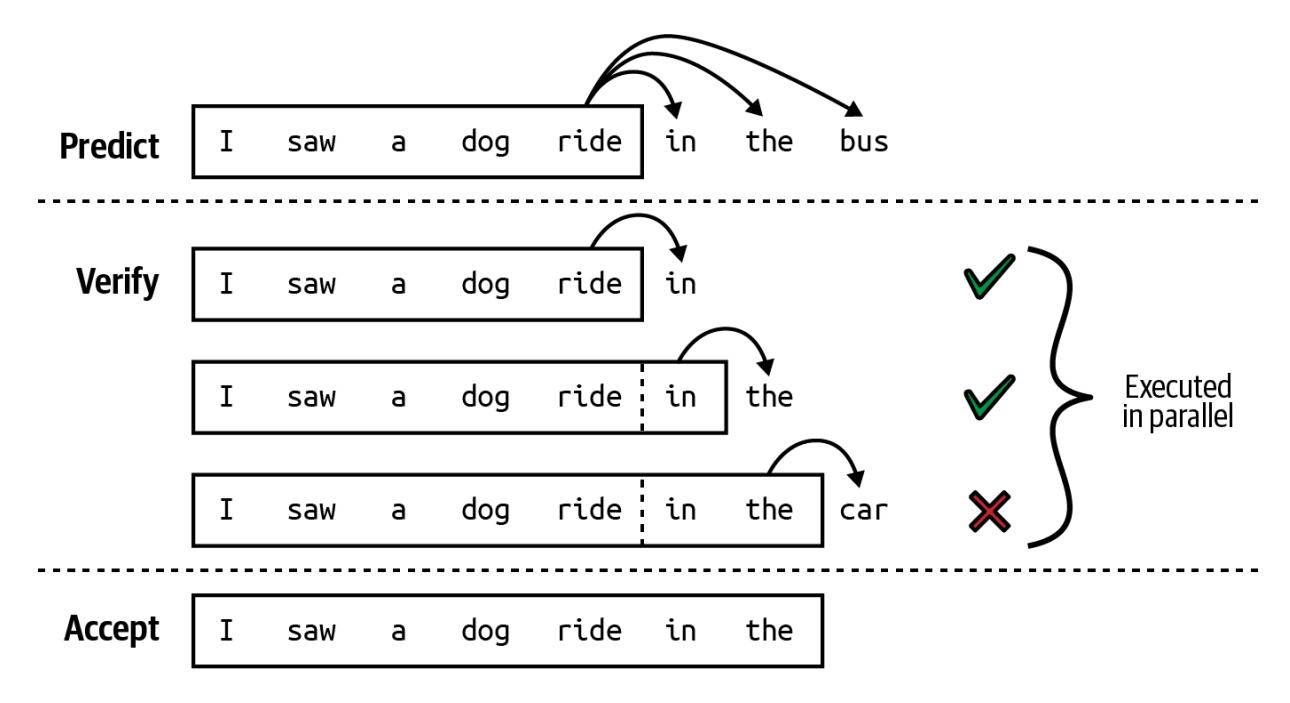 Predict I saw a dog ride in the bus
Verify I saw a dog ride in
I saw a dog ride in the
I saw a dog ride in the car
Executed
in parallel
Accept I saw a dog ride in the